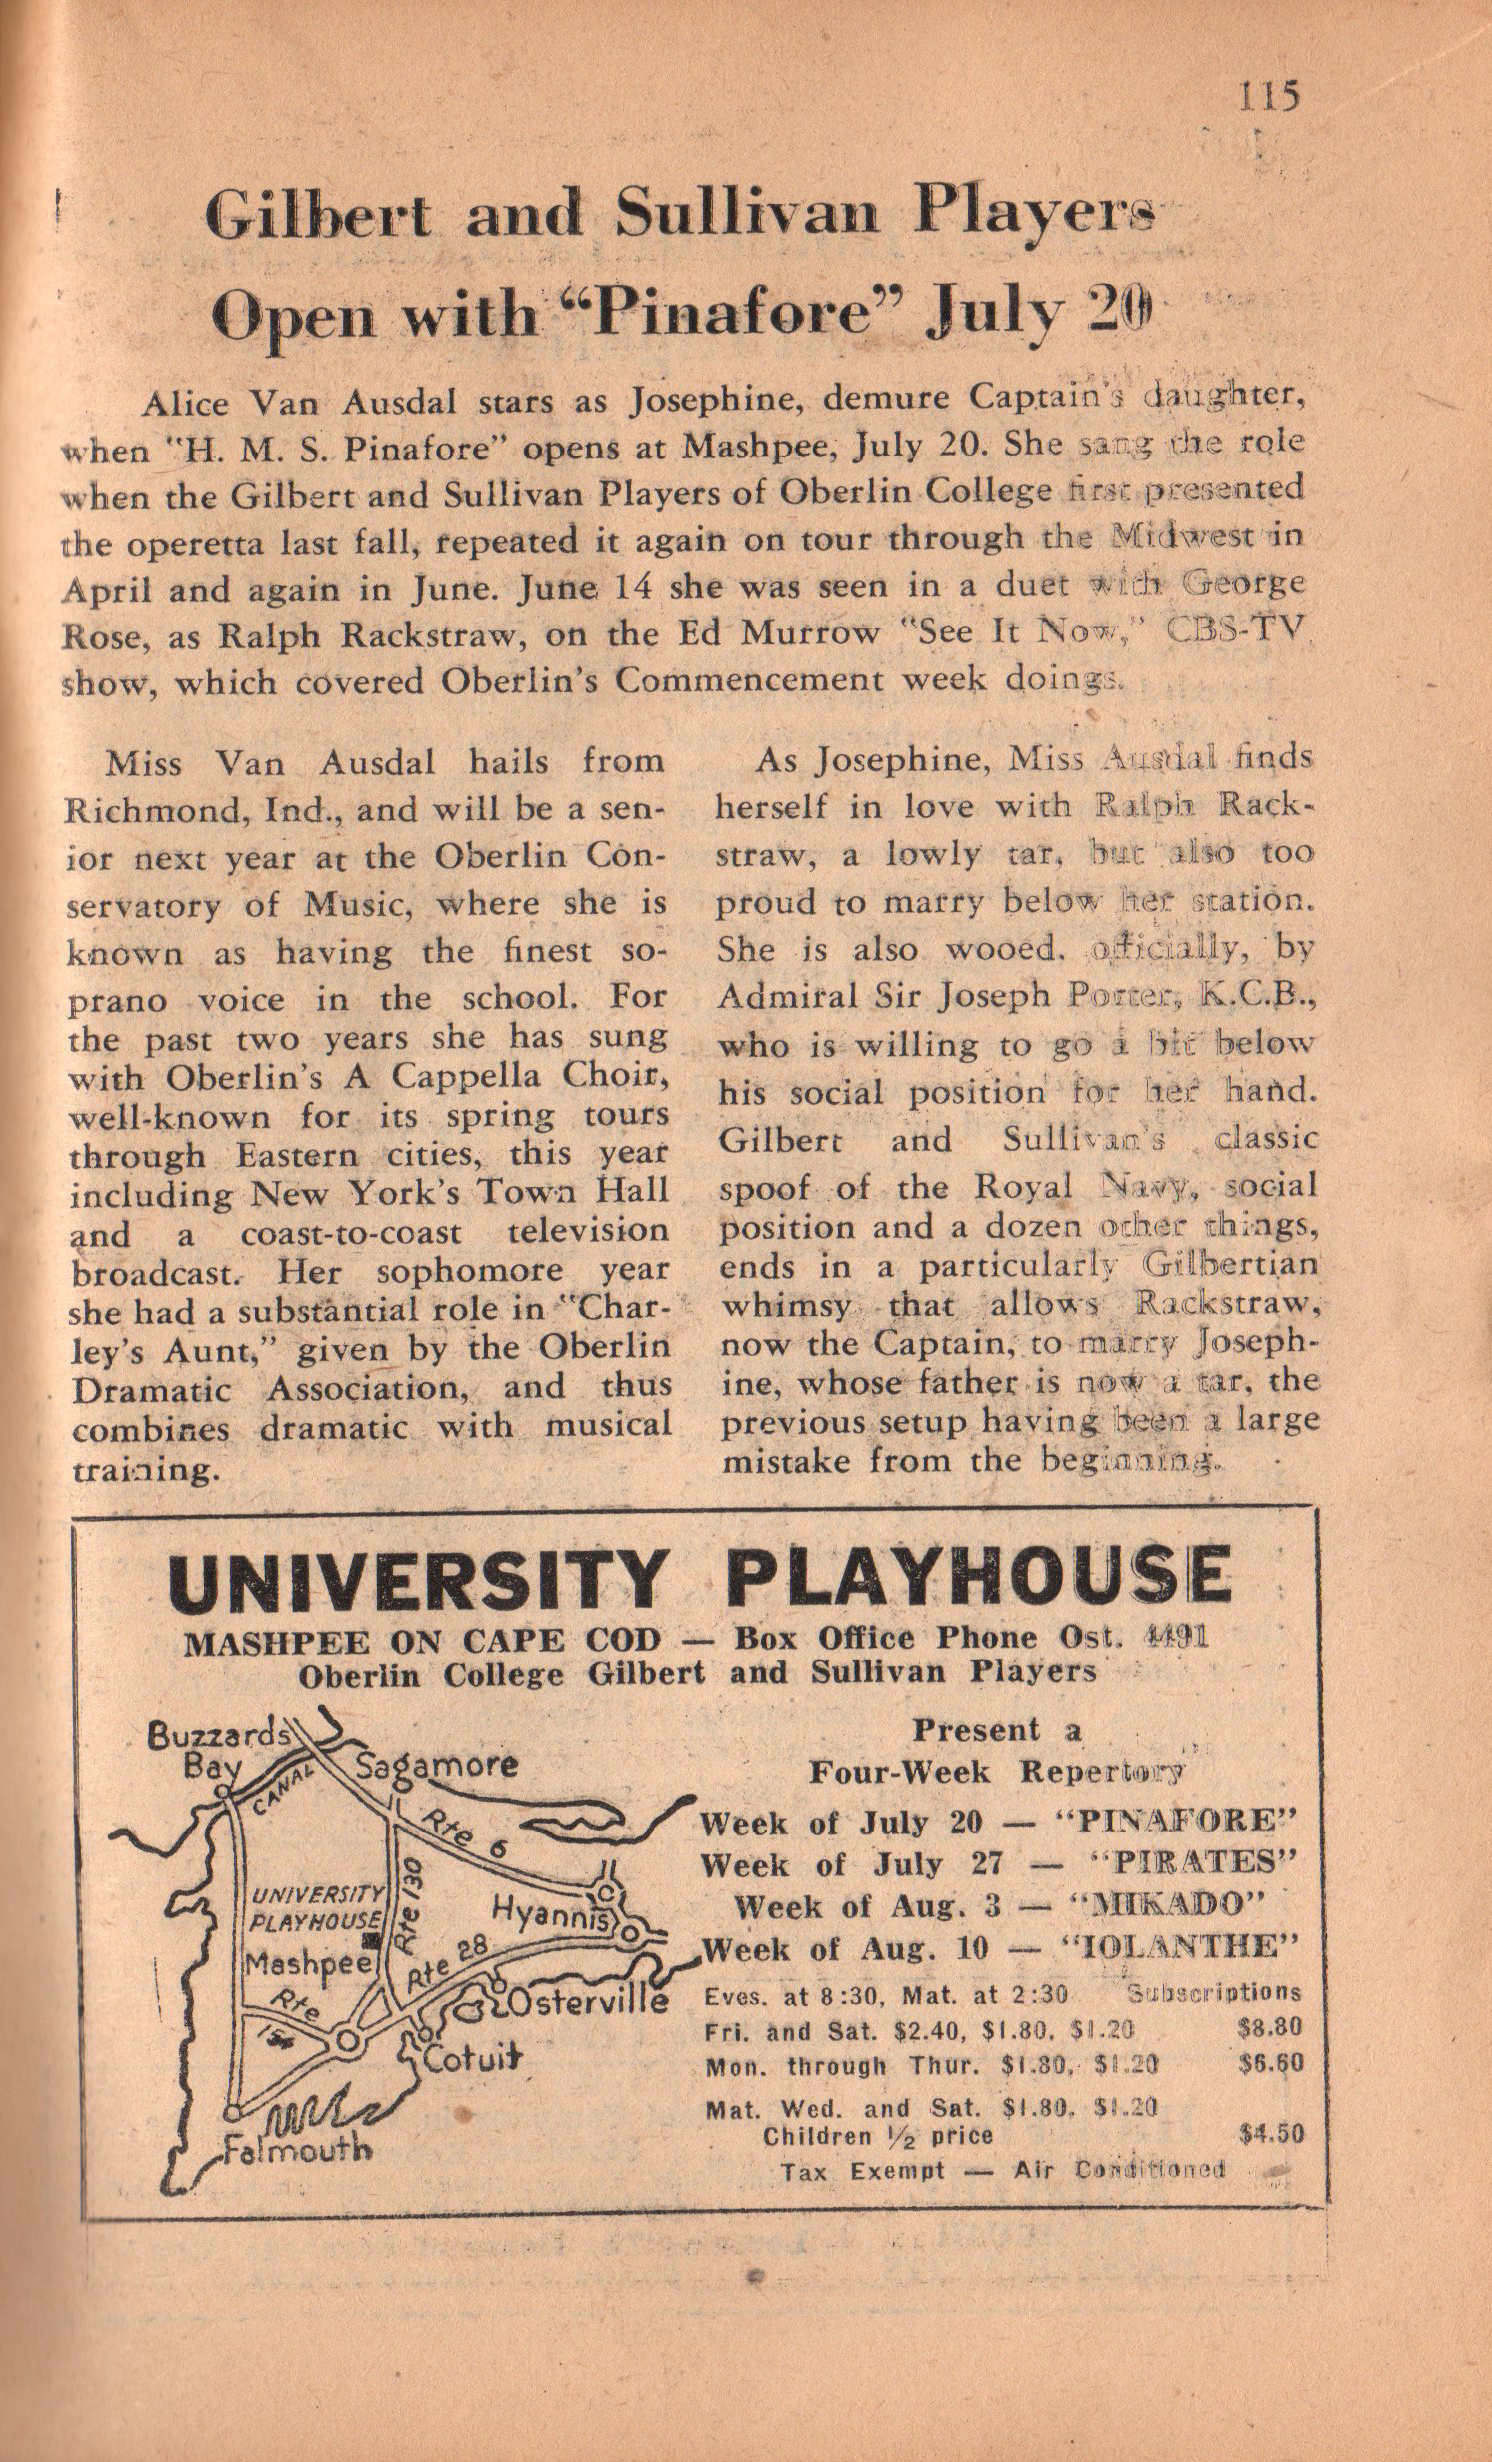 115
Gilbert and Sullivan Players
Open with “Pinafore” July 20
Alice Van Ausdal stars as Josephine, demure Captain's daughter,
when "H. M. S. Pinafore" opens at Mashpee, July 20. She sang the role
when the Gilbert and Sullivan Players of Oberlin College first presented
the operetta last fall, repeated it again on tour through the Midwest in
April and again in June. June 14 she was seen in a duet with George
Rose, as Ralph Rackstraw, on the Ed Murrow "See It Now," CBS-TV
show, which covered Oberlin's Commencement week doings.
Miss Van Ausdal hails from
Richmond, Ind., and will be a sen-
ior next year at the Oberlin Con-
servatory of Music, where she is
known as having the finest so-
prano voice in the school. For
the past two years she has sung
with Oberlin's A Cappella Choir,
well-known for its spring tours
through Eastern cities, this year
including New York's Town Hall
and a coast-to-coast television
broadcast. Her sophomore year
she had a substantial role in "Char-
ley's Aunt," given by the Oberlin
Dramatic Association, and thus
combines dramatic with musical
training.
As Josephine, Miss Ausdal finds
herself in love with Ralph Rack-
straw, a lowly tar, but also too
proud to marry below her station.
She is also wooed, officially, by
Admiral Sir Joseph Porter, K.C.B.,
who is willing to go a bit below
his social position for her hand.
Gilbert and Sullivan's classic
spoof of the Royal Navy, social
position and a dozen other things,
ends in a particularly Gilbertian
whimsy that allows Rackstraw,
now the Captain, to marry Joseph-
ine, whose father is now a tar, the
previous setup having been a large
mistake from the beginning.
UNIVERSITY PLAYHOUSE
MASHPEE ON CAPE COD — Box Office Phone Ost. 4491
Oberlin College Gilbert and Sullivan Players
Buzzards
Bay
CANAL
Sagamore
Rte 6
Rte 130
UNIVERSITY
PLAYHOUSE
Mashpee
Hyannis
Rte 28
Rte
Osterville
Cotuit
Falmouth
Present a
Four-Week Repertory
Week of July 20 — “PINAFORE”
Week of July 27 — “PIRATES”
Week of Aug. 3 — “MIKADO”
Week of Aug. 10 — “IOLANTHE”
Eves. at 8:30, Mat. at 2:30 Subscriptions
Fri. and Sat. $2.40, $1.80, $1.20 $8.80
Mon. through Thur. $1.80, $1.20 $6.60
Mat. Wed. and Sat. $1.80, $1.20
Children ½ price $4.50
Tax Exempt — Air Conditioned